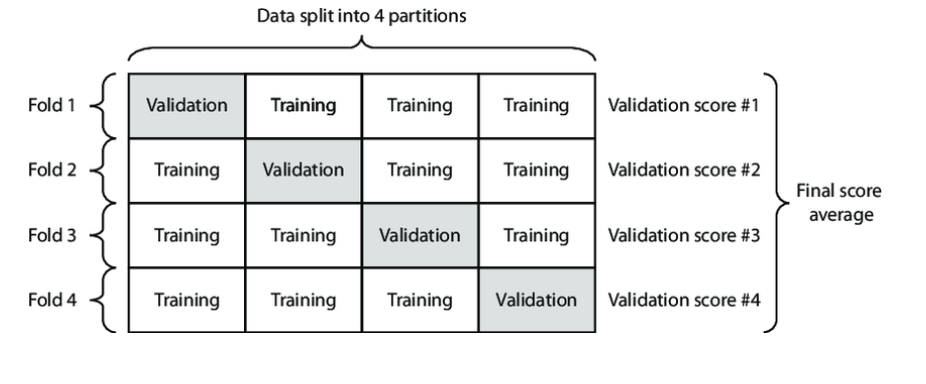 Data split into 4 partitions
Fold 1 Validation Training Training Training Validation score #1
Fold 2 Training Validation Training Training Validation score #2
Final score
average
Fold 3 Training Training Validation Training Validation score #3
Fold 4 Training Training Training Validation Validation score #4